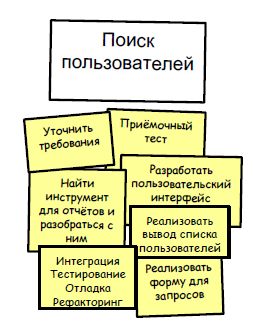 Поиск
пользователей
Уточнить
требования
Приёмочный
тест
Найти
инструмент
для отчётов и
разобраться с
ним
Разработать
пользовательский
интерфейс
Реализовать
вывод списка
пользователей
Интеграция
Тестирование
Отладка
Рефакторинг
Реализовать
форму для
запросов